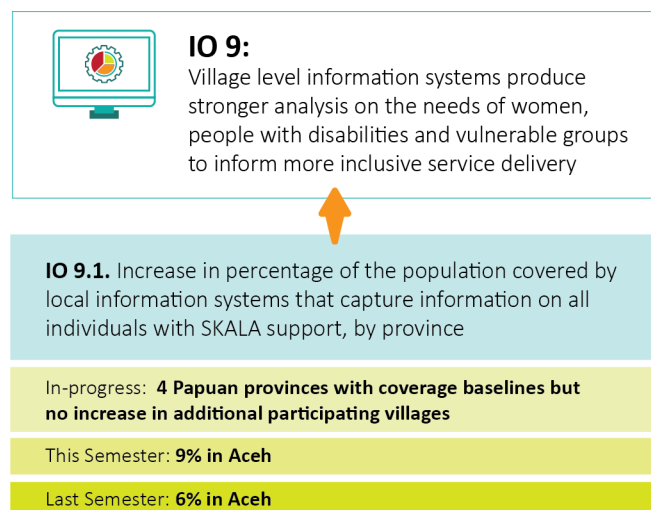 IO 9:
Village level information systems produce
stronger analysis on the needs of women,
people with disabilities and vulnerable groups
to inform more inclusive service delivery
IO 9.1. Increase in percentage of the population covered by
local information systems that capture information on all
individuals with SKALA support, by province
In-progress: 4 Papuan provinces with coverage baselines but
no increase in additional participating villages
This Semester: 9% in Aceh
Last Semester: 6% in Aceh